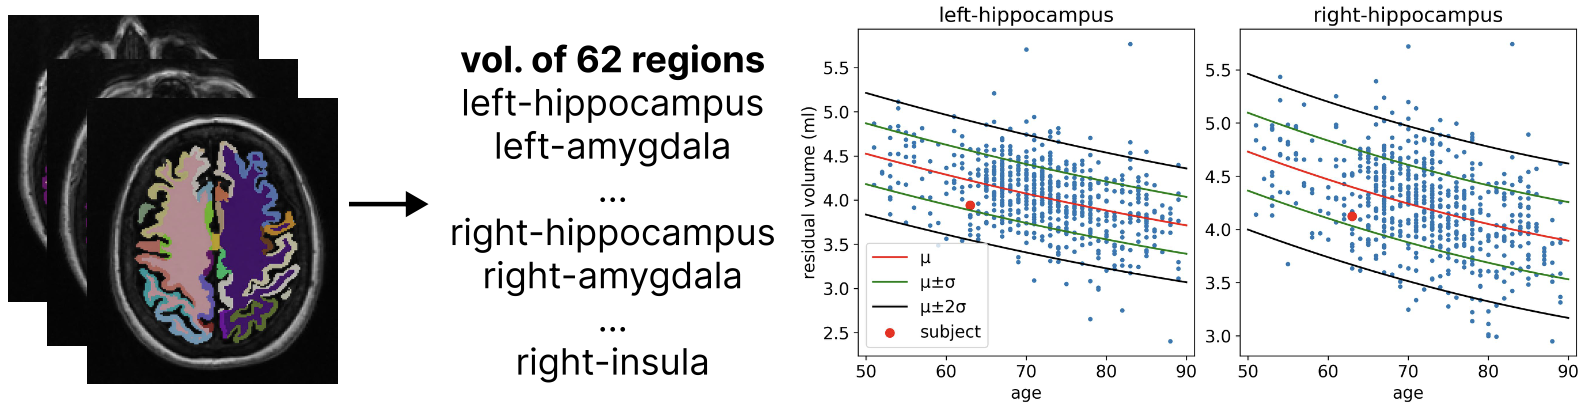 vol. of 62 regions
left-hippocampus
left-amygdala
...
right-hippocampus
right-amygdala
...
right-insula
left-hippocampus
residual volume (ml)
5.5
5.0
4.5
4.0
3.5
3.0
2.5
μ
μ±σ
μ±2σ
subject
50 60 70 80 90
age
right-hippocampus
5.5
5.0
4.5
4.0
3.5
3.0
50 60 70 80 90
age